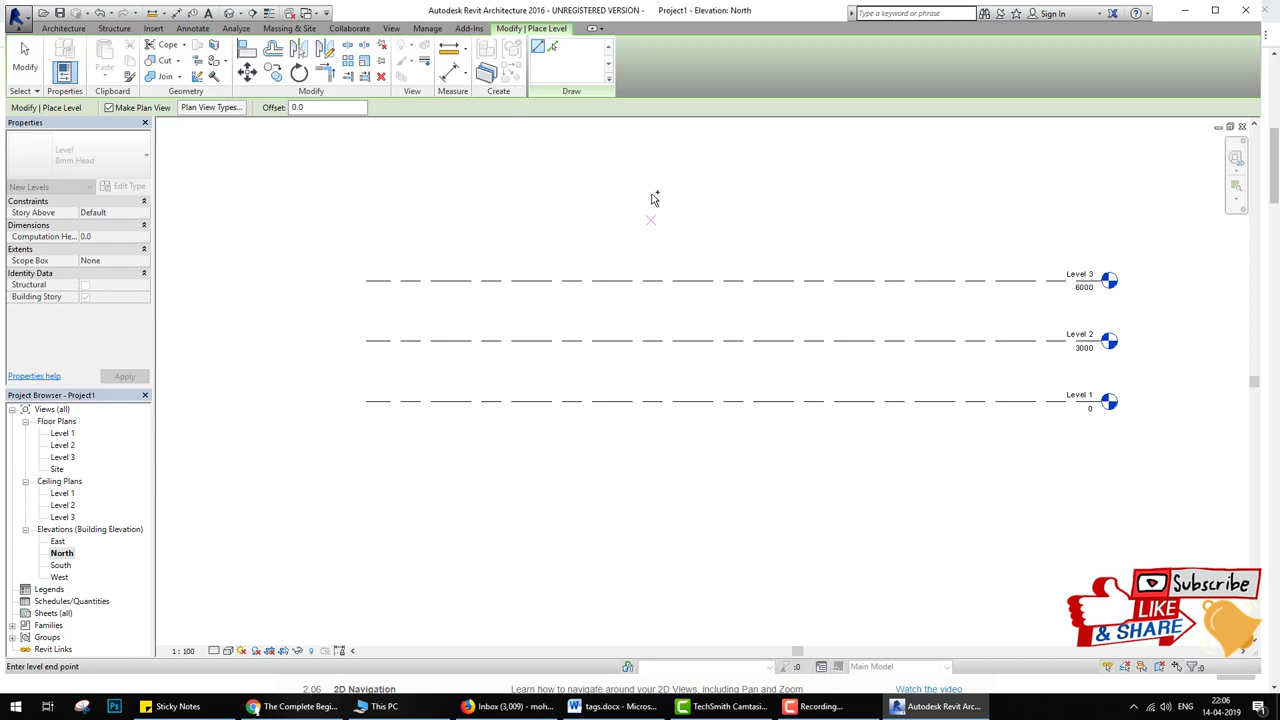 Autodesk Revit Architecture 2016 - UNREGISTERED VERSION - Project1 - Elevation: North
Type a keyword or phrase
Sign In
Architecture Structure Insert Annotate Analyze Massing & Site Collaborate View Manage Add-Ins Modify | Place Level
Modify
Paste
Cope
Cut
Join
Select Properties Clipboard Geometry Modify View Measure Create Draw
Modify | Place Level Make Plan View Plan View Types... Offset: 0.0
Properties
Level
8mm Head
New Levels Edit Type
Constraints
Story Above Default
Dimensions
Computation He... 0.0
Extents
Scope Box None
Identity Data
Structural
Building Story
Properties help Apply
Level 3
6000
Level 2
3000
Level 1
0
Project Browser - Project1
Views (all)
Floor Plans
Level 1
Level 2
Level 3
Site
Ceiling Plans
Level 1
Level 2
Level 3
Elevations (Building Elevation)
East
North
South
West
Legends
Schedules/Quantities
Sheets (all)
Families
Groups
Revit Links
Subscribe
LIKE
& SHARE
1 : 100
Enter level end point
:0
Main Model
:0
2.06 2D Navigation Learn how to navigate around your 2D Views, including Pan and Zoom Watch the video
Sticky Notes
The Complete Begi...
This PC
Inbox (3,009) - moh...
tags.docx - Micros...
TechSmith Camtasi...
Recording...
Autodesk Revit Arc...
ENG
22:06
14-04-2019